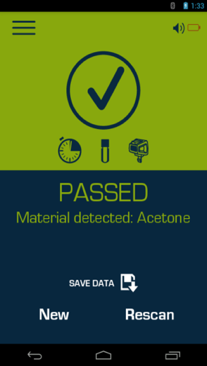 1:33
PASSED
Material detected: Acetone
SAVE DATA
New
Rescan